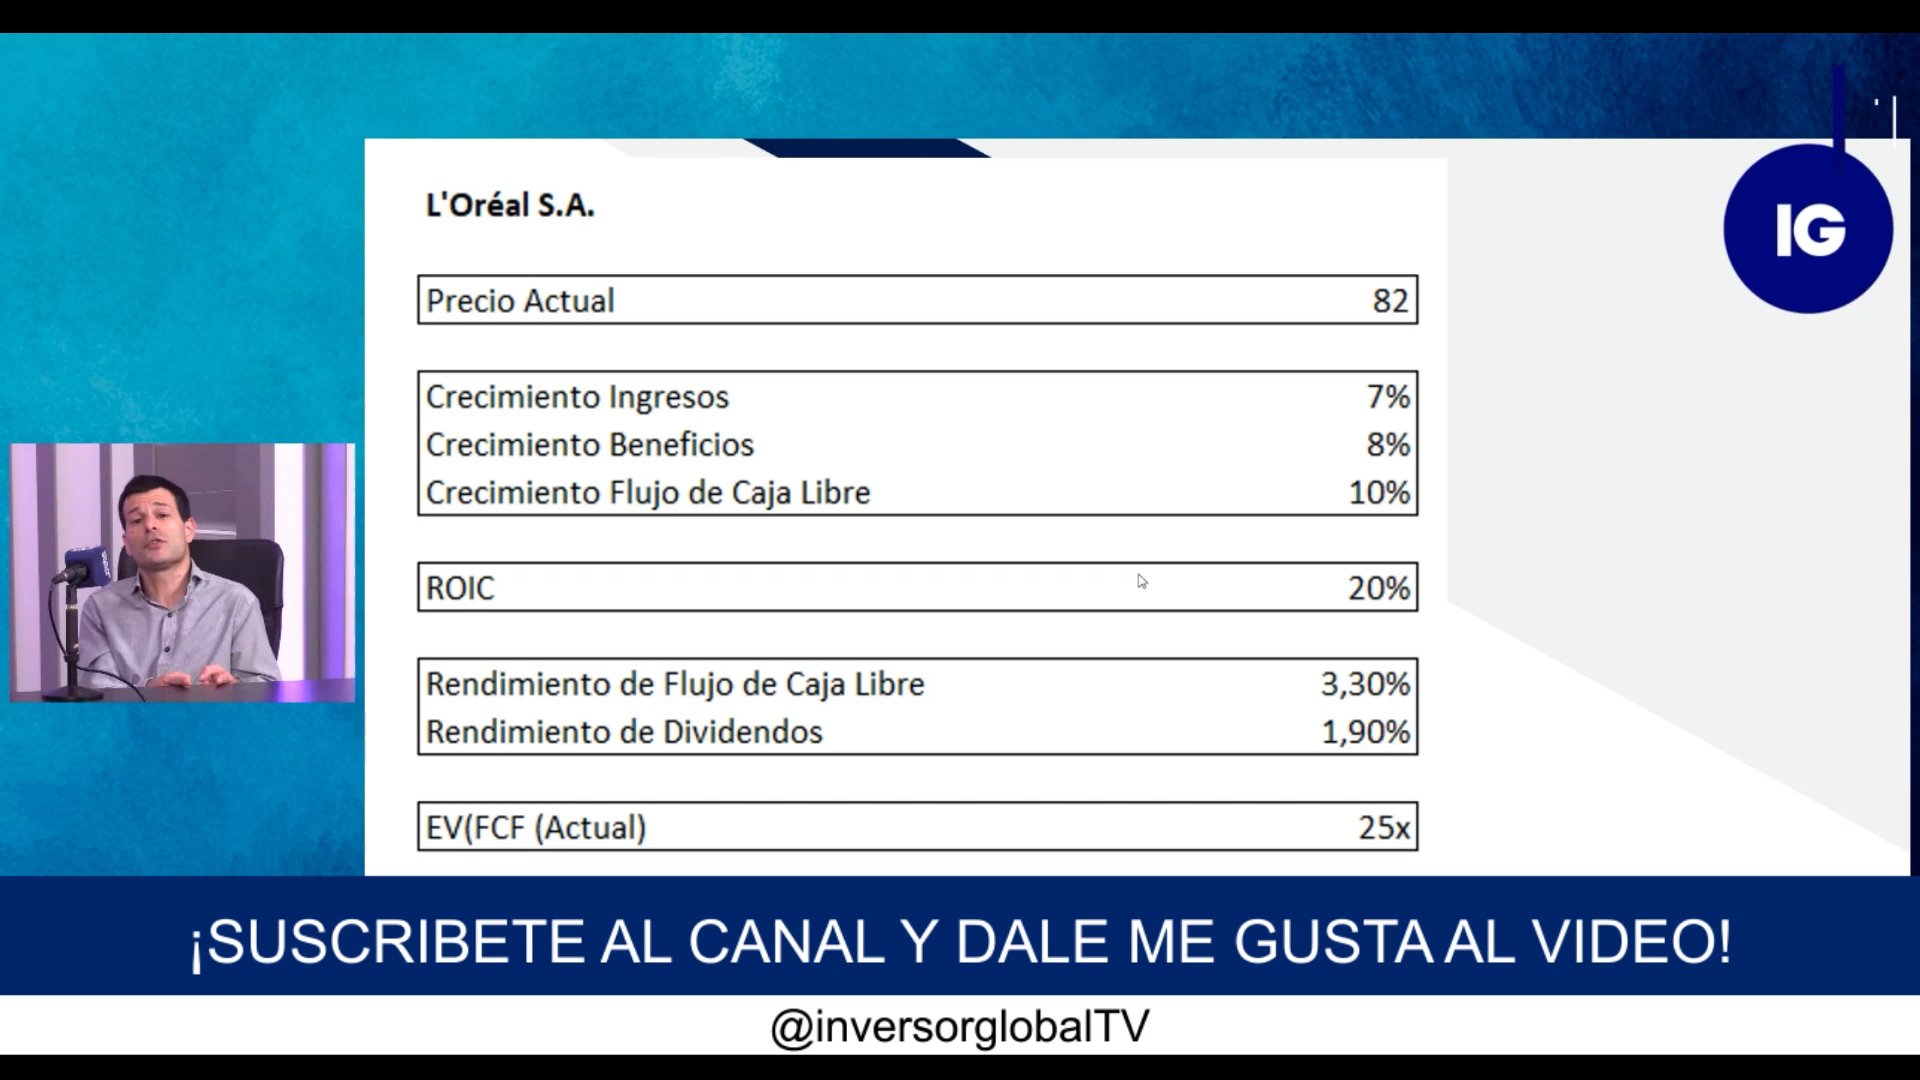 L'Oréal S.A.
IG
Precio Actual 82
Crecimiento Ingresos 7%
Crecimiento Beneficios 8%
Crecimiento Flujo de Caja Libre 10%
ROIC 20%
Rendimiento de Flujo de Caja Libre 3,30%
Rendimiento de Dividendos 1,90%
EV(FCF (Actual) 25x
¡SUSCRIBETE AL CANAL Y DALE ME GUSTA AL VIDEO!
@inversorglobalTV